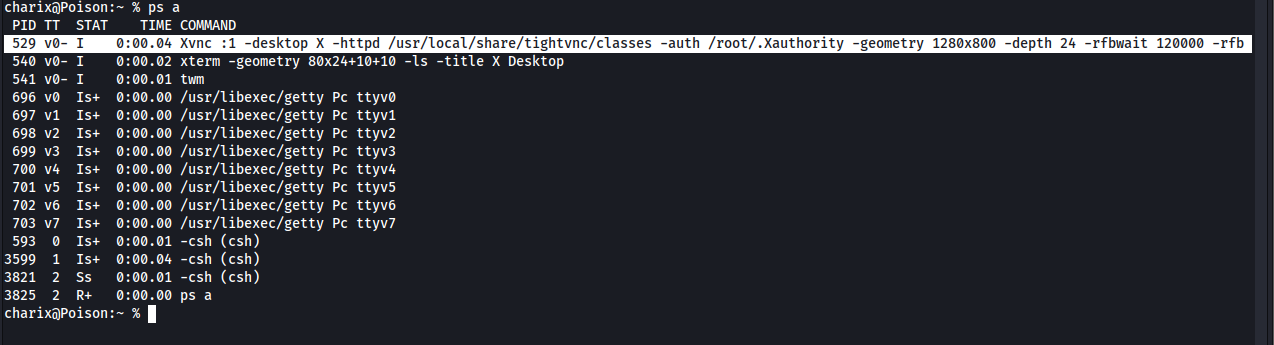 charix@Poison:~ % ps a
PID TT  STAT    TIME COMMAND
529 v0- I    0:00.04 Xvnc :1 -desktop X -httpd /usr/local/share/tightvnc/classes -auth /root/.Xauthority -geometry 1280x800 -depth 24 -rfbwait 120000 -rfb
540 v0- I    0:00.02 xterm -geometry 80x24+10+10 -ls -title X Desktop
541 v0- I    0:00.01 twm
696 v0  Is+  0:00.00 /usr/libexec/getty Pc ttyv0
697 v1  Is+  0:00.00 /usr/libexec/getty Pc ttyv1
698 v2  Is+  0:00.00 /usr/libexec/getty Pc ttyv2
699 v3  Is+  0:00.00 /usr/libexec/getty Pc ttyv3
700 v4  Is+  0:00.00 /usr/libexec/getty Pc ttyv4
701 v5  Is+  0:00.00 /usr/libexec/getty Pc ttyv5
702 v6  Is+  0:00.00 /usr/libexec/getty Pc ttyv6
703 v7  Is+  0:00.00 /usr/libexec/getty Pc ttyv7
593  0  Is+  0:00.01 -csh (csh)
3599  1  Is+  0:00.04 -csh (csh)
3821  2  Ss   0:00.01 -csh (csh)
3825  2  R+   0:00.00 ps a
charix@Poison:~ %